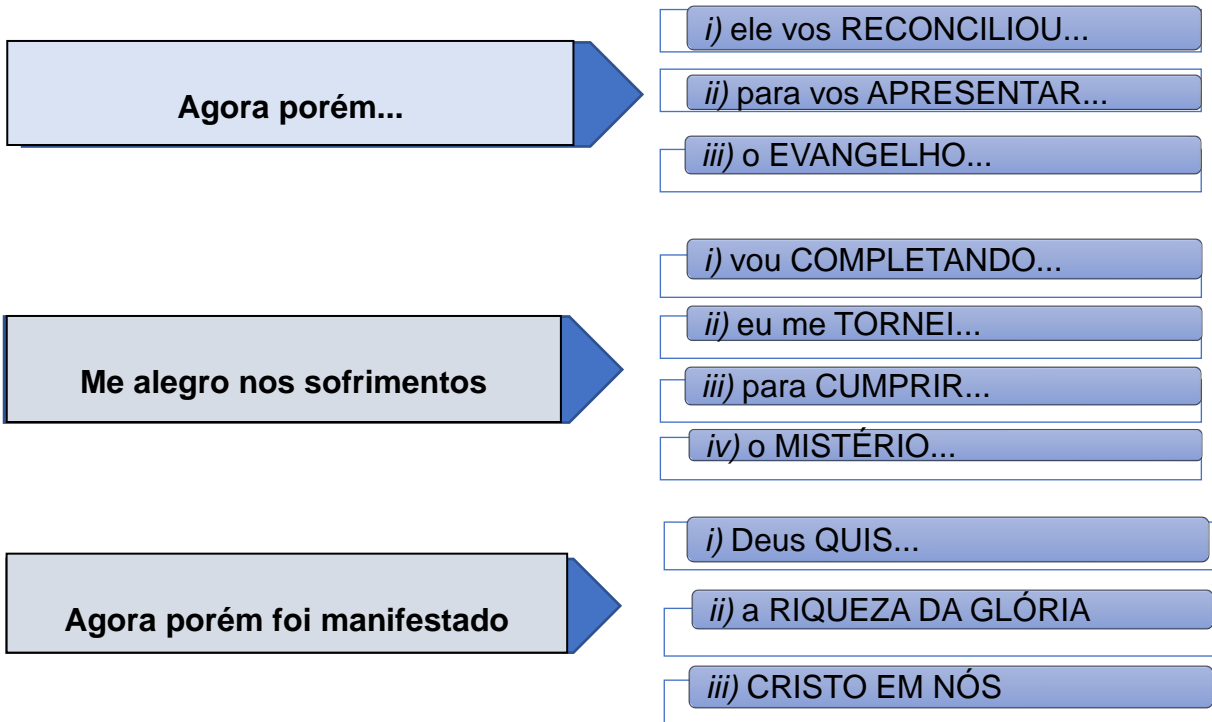 Agora porém...
i) ele vos RECONCILIOU...
ii) para vos APRESENTAR...
iii) o EVANGELHO...
Me alegro nos sofrimentos
i) vou COMPLETANDO...
ii) eu me TORNEI...
iii) para CUMPRIR...
iv) o MISTÉRIO...
Agora porém foi manifestado
i) Deus QUIS...
ii) a RIQUEZA DA GLÓRIA
iii) CRISTO EM NÓS